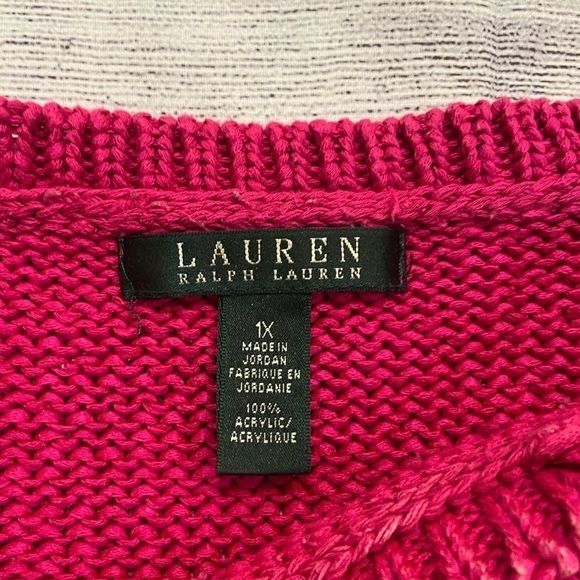 LAUREN
RALPH LAUREN
1X
MADE IN
JORDAN
FABRIQUE EN
JORDANIE
100%
ACRYLIC/
ACRYLIQUE